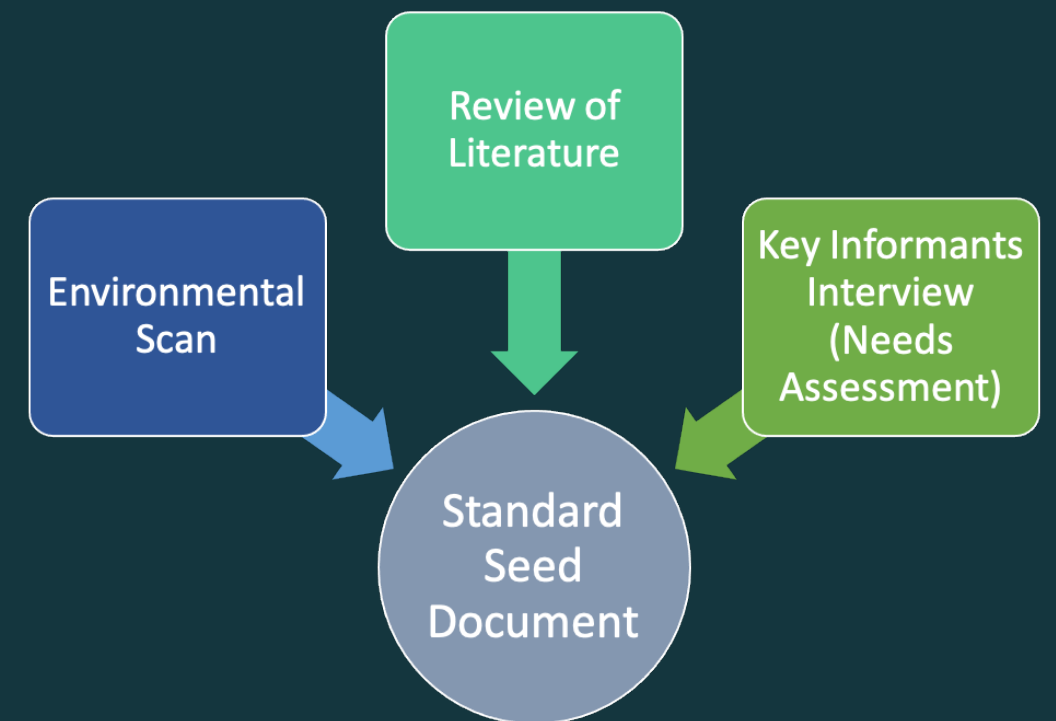 Review of
Literature
Environmental
Scan
Key Informants
Interview
(Needs
Assessment)
Standard
Seed
Document